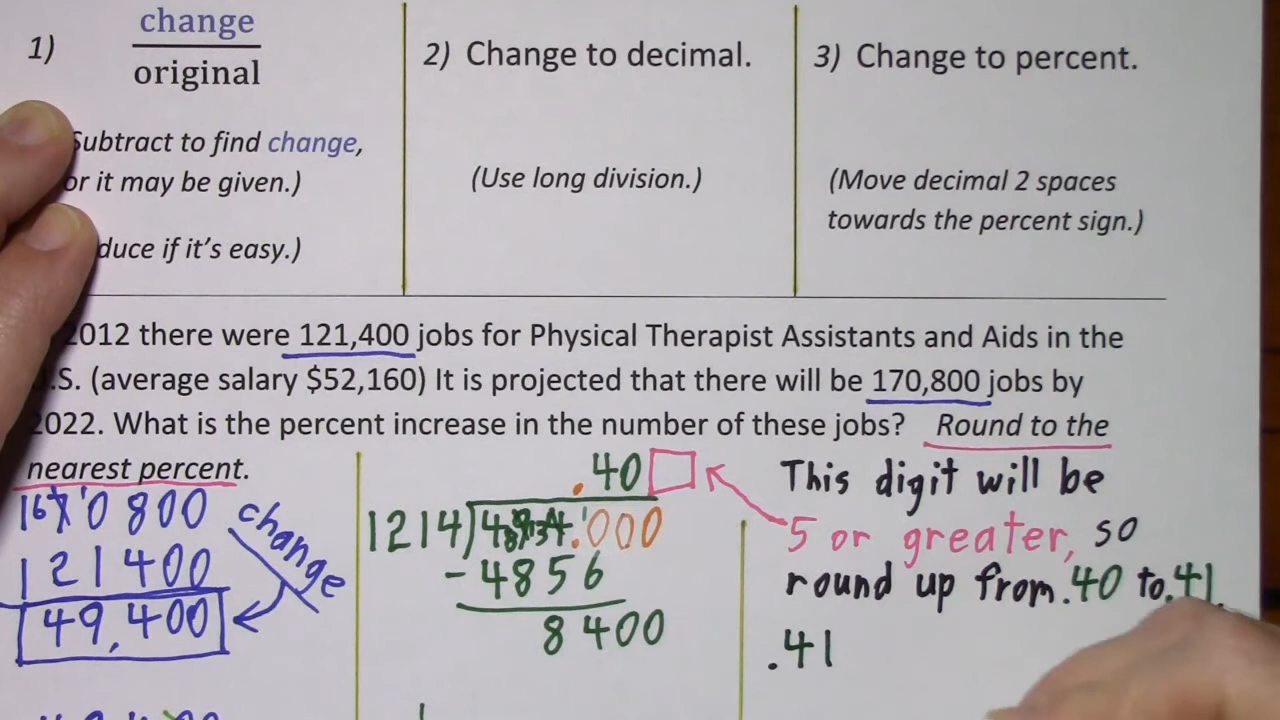 1) change
original
Subtract to find change,
or it may be given.)
duce if it's easy.)
2) Change to decimal.
(Use long division.)
3) Change to percent.
(Move decimal 2 spaces
towards the percent sign.)
2012 there were 121,400 jobs for Physical Therapist Assistants and Aids in the
.S. (average salary $52,160) It is projected that there will be 170,800 jobs by
2022. What is the percent increase in the number of these jobs? Round to the
nearest percent.
0800
121400
49,400
change
.40
1214)494.000
-4856
8400
This digit will be
5 or greater, so
round up from .40 to .41.
.41